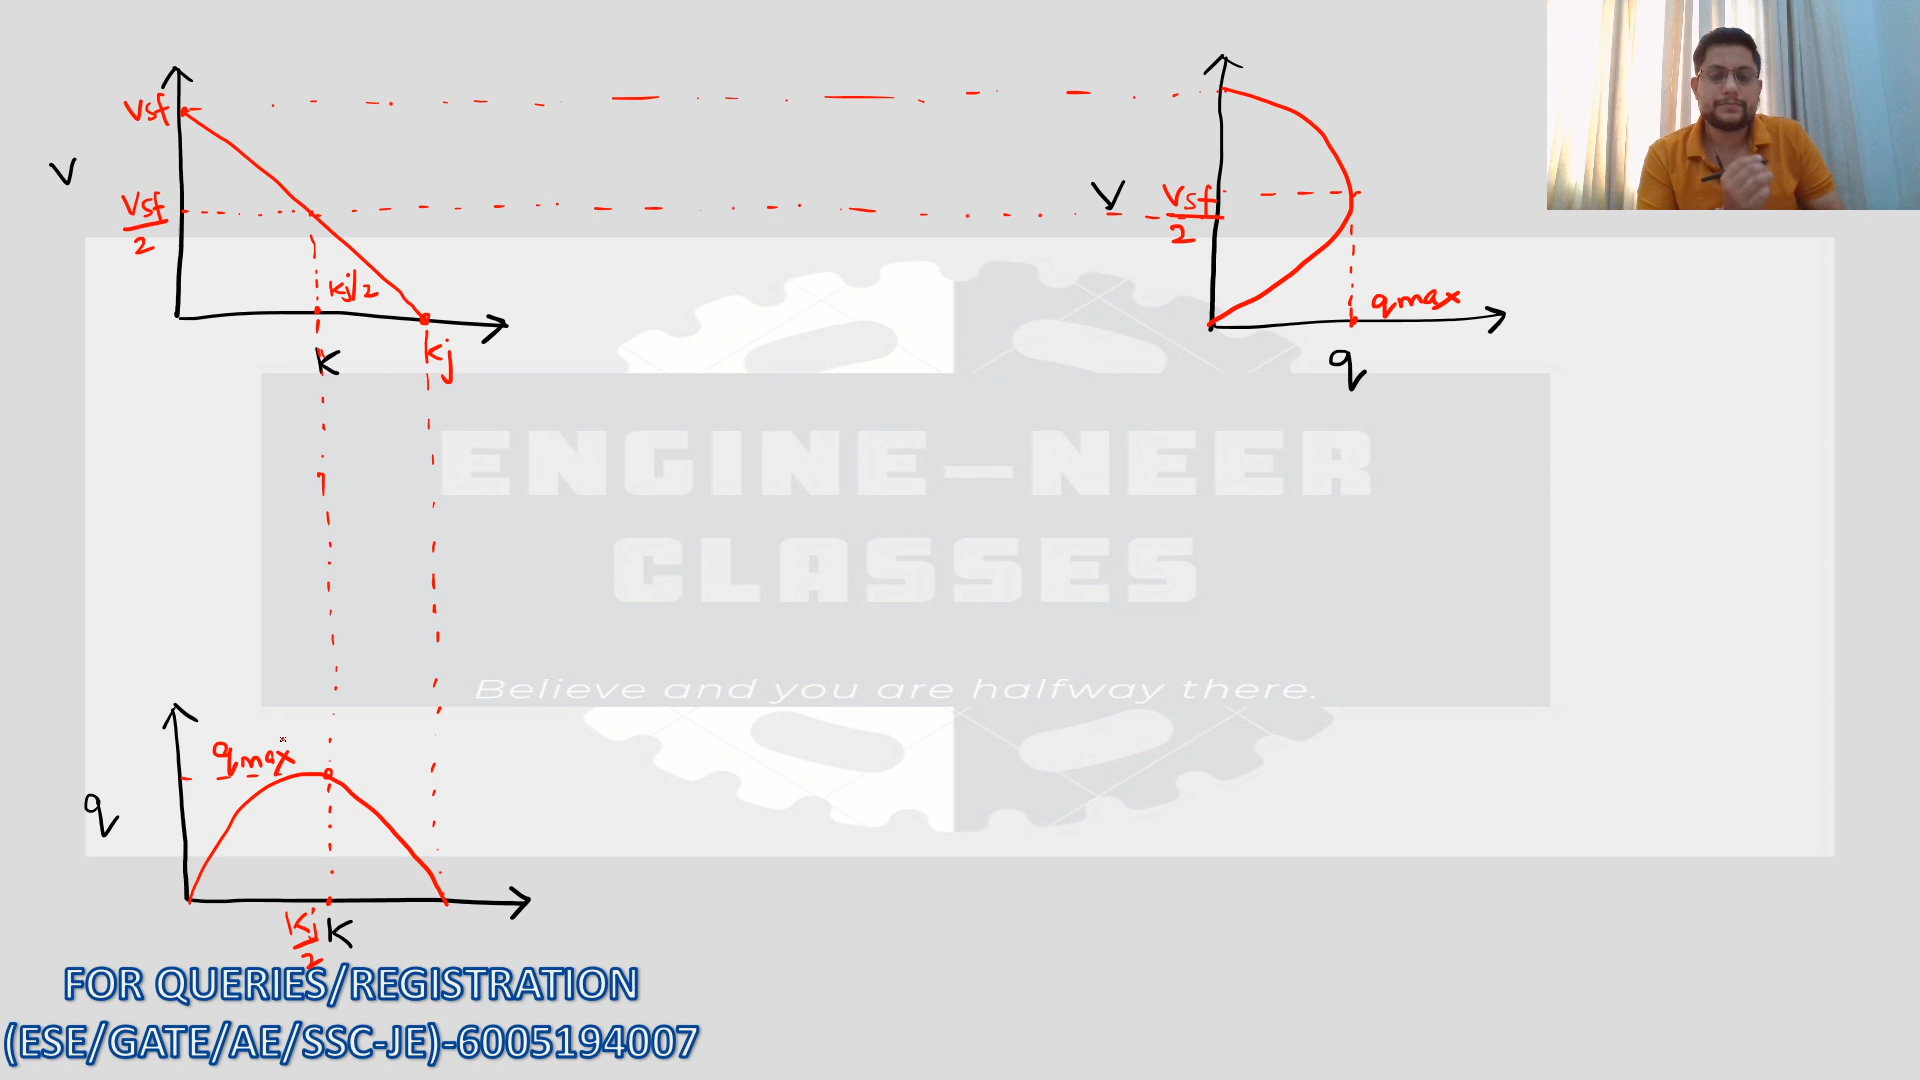 Vsf
V
Vsf
2
kj/2
K
kj
V
Vsf
2
qmax
q
ENGINE–NEER
CLASSES
Believe and you are halfway there.
qmax
q
Kj
2
K
FOR QUERIES/REGISTRATION
(ESE/GATE/AE/SSC-JE)-6005194007